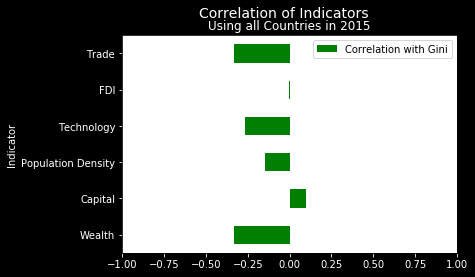 Correlation of Indicators
Using all Countries in 2015
Correlation with Gini
Indicator
Trade
FDI
Technology
Population Density
Capital
Wealth
−1.00 −0.75 −0.50 −0.25 0.00 0.25 0.50 0.75 1.00